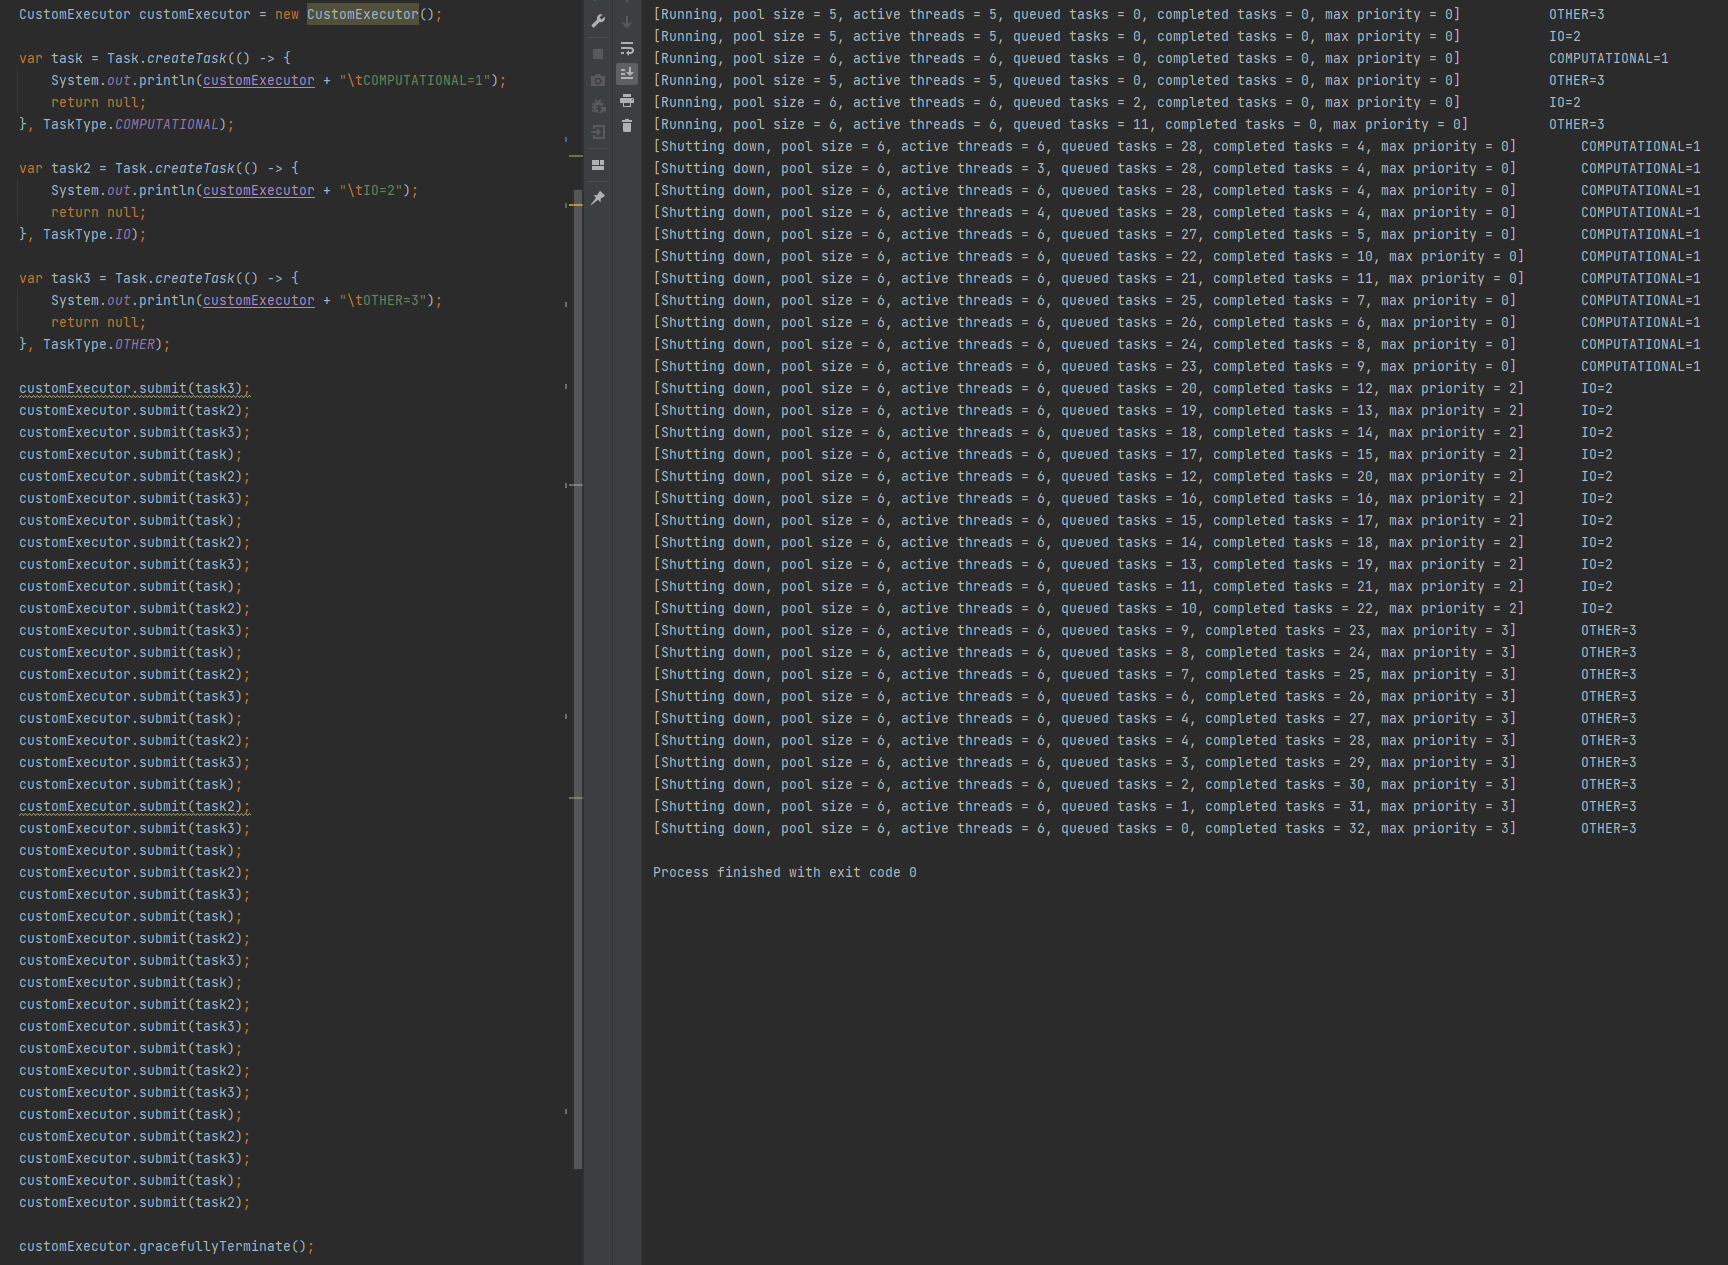 CustomExecutor customExecutor = new CustomExecutor();
var task = Task.createTask(() -> {
System.out.println(customExecutor + "\tCOMPUTATIONAL=1");
return null;
}, TaskType.COMPUTATIONAL);
var task2 = Task.createTask(() -> {
System.out.println(customExecutor + "\tIO=2");
return null;
}, TaskType.IO);
var task3 = Task.createTask(() -> {
System.out.println(customExecutor + "\tOTHER=3");
return null;
}, TaskType.OTHER);
customExecutor.submit(task3);
customExecutor.submit(task2);
customExecutor.submit(task3);
customExecutor.submit(task);
customExecutor.submit(task2);
customExecutor.submit(task3);
customExecutor.submit(task);
customExecutor.submit(task2);
customExecutor.submit(task3);
customExecutor.submit(task);
customExecutor.submit(task2);
customExecutor.submit(task3);
customExecutor.submit(task);
customExecutor.submit(task2);
customExecutor.submit(task3);
customExecutor.submit(task);
customExecutor.submit(task2);
customExecutor.submit(task3);
customExecutor.submit(task);
customExecutor.submit(task2);
customExecutor.submit(task3);
customExecutor.submit(task);
customExecutor.submit(task2);
customExecutor.submit(task3);
customExecutor.submit(task);
customExecutor.submit(task2);
customExecutor.submit(task3);
customExecutor.submit(task);
customExecutor.submit(task2);
customExecutor.submit(task3);
customExecutor.submit(task);
customExecutor.submit(task2);
customExecutor.submit(task3);
customExecutor.submit(task);
customExecutor.submit(task2);
customExecutor.submit(task3);
customExecutor.submit(task);
customExecutor.submit(task2);
customExecutor.gracefullyTerminate();
[Running, pool size = 5, active threads = 5, queued tasks = 0, completed tasks = 0, max priority = 0] OTHER=3
[Running, pool size = 5, active threads = 5, queued tasks = 0, completed tasks = 0, max priority = 0] IO=2
[Running, pool size = 6, active threads = 6, queued tasks = 0, completed tasks = 0, max priority = 0] COMPUTATIONAL=1
[Running, pool size = 5, active threads = 5, queued tasks = 0, completed tasks = 0, max priority = 0] OTHER=3
[Running, pool size = 6, active threads = 6, queued tasks = 2, completed tasks = 0, max priority = 0] IO=2
[Running, pool size = 6, active threads = 6, queued tasks = 11, completed tasks = 0, max priority = 0] OTHER=3
[Shutting down, pool size = 6, active threads = 6, queued tasks = 28, completed tasks = 4, max priority = 0] COMPUTATIONAL=1
[Shutting down, pool size = 6, active threads = 3, queued tasks = 28, completed tasks = 4, max priority = 0] COMPUTATIONAL=1
[Shutting down, pool size = 6, active threads = 6, queued tasks = 28, completed tasks = 4, max priority = 0] COMPUTATIONAL=1
[Shutting down, pool size = 6, active threads = 4, queued tasks = 28, completed tasks = 4, max priority = 0] COMPUTATIONAL=1
[Shutting down, pool size = 6, active threads = 6, queued tasks = 27, completed tasks = 5, max priority = 0] COMPUTATIONAL=1
[Shutting down, pool size = 6, active threads = 6, queued tasks = 22, completed tasks = 10, max priority = 0] COMPUTATIONAL=1
[Shutting down, pool size = 6, active threads = 6, queued tasks = 21, completed tasks = 11, max priority = 0] COMPUTATIONAL=1
[Shutting down, pool size = 6, active threads = 6, queued tasks = 25, completed tasks = 7, max priority = 0] COMPUTATIONAL=1
[Shutting down, pool size = 6, active threads = 6, queued tasks = 26, completed tasks = 6, max priority = 0] COMPUTATIONAL=1
[Shutting down, pool size = 6, active threads = 6, queued tasks = 24, completed tasks = 8, max priority = 0] COMPUTATIONAL=1
[Shutting down, pool size = 6, active threads = 6, queued tasks = 23, completed tasks = 9, max priority = 0] COMPUTATIONAL=1
[Shutting down, pool size = 6, active threads = 6, queued tasks = 20, completed tasks = 12, max priority = 2] IO=2
[Shutting down, pool size = 6, active threads = 6, queued tasks = 19, completed tasks = 13, max priority = 2] IO=2
[Shutting down, pool size = 6, active threads = 6, queued tasks = 18, completed tasks = 14, max priority = 2] IO=2
[Shutting down, pool size = 6, active threads = 6, queued tasks = 17, completed tasks = 15, max priority = 2] IO=2
[Shutting down, pool size = 6, active threads = 6, queued tasks = 12, completed tasks = 20, max priority = 2] IO=2
[Shutting down, pool size = 6, active threads = 6, queued tasks = 16, completed tasks = 16, max priority = 2] IO=2
[Shutting down, pool size = 6, active threads = 6, queued tasks = 15, completed tasks = 17, max priority = 2] IO=2
[Shutting down, pool size = 6, active threads = 6, queued tasks = 14, completed tasks = 18, max priority = 2] IO=2
[Shutting down, pool size = 6, active threads = 6, queued tasks = 13, completed tasks = 19, max priority = 2] IO=2
[Shutting down, pool size = 6, active threads = 6, queued tasks = 11, completed tasks = 21, max priority = 2] IO=2
[Shutting down, pool size = 6, active threads = 6, queued tasks = 10, completed tasks = 22, max priority = 2] IO=2
[Shutting down, pool size = 6, active threads = 6, queued tasks = 9, completed tasks = 23, max priority = 3] OTHER=3
[Shutting down, pool size = 6, active threads = 6, queued tasks = 8, completed tasks = 24, max priority = 3] OTHER=3
[Shutting down, pool size = 6, active threads = 6, queued tasks = 7, completed tasks = 25, max priority = 3] OTHER=3
[Shutting down, pool size = 6, active threads = 6, queued tasks = 6, completed tasks = 26, max priority = 3] OTHER=3
[Shutting down, pool size = 6, active threads = 6, queued tasks = 4, completed tasks = 27, max priority = 3] OTHER=3
[Shutting down, pool size = 6, active threads = 6, queued tasks = 4, completed tasks = 28, max priority = 3] OTHER=3
[Shutting down, pool size = 6, active threads = 6, queued tasks = 3, completed tasks = 29, max priority = 3] OTHER=3
[Shutting down, pool size = 6, active threads = 6, queued tasks = 2, completed tasks = 30, max priority = 3] OTHER=3
[Shutting down, pool size = 6, active threads = 6, queued tasks = 1, completed tasks = 31, max priority = 3] OTHER=3
[Shutting down, pool size = 6, active threads = 6, queued tasks = 0, completed tasks = 32, max priority = 3] OTHER=3
Process finished with exit code 0